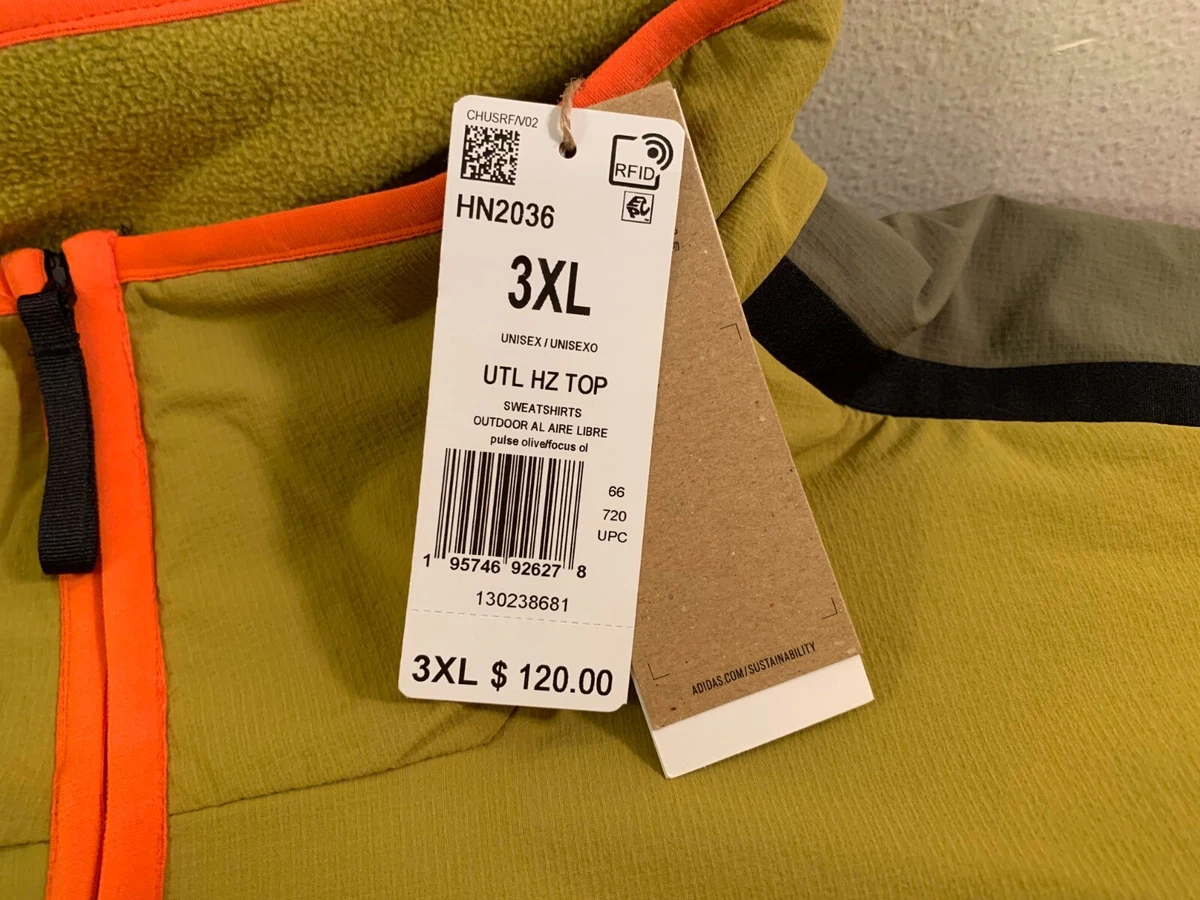 CHUSRF/V02
RFID
HN2036
3XL
UNISEX / UNISEXO
UTL HZ TOP
SWEATSHIRTS
OUTDOOR AL AIRE LIBRE
pulse olive/focus ol
66
720
UPC
1 95746 92627 8
130238681
3XL $ 120.00
ADIDAS.COM/SUSTAINABILITY